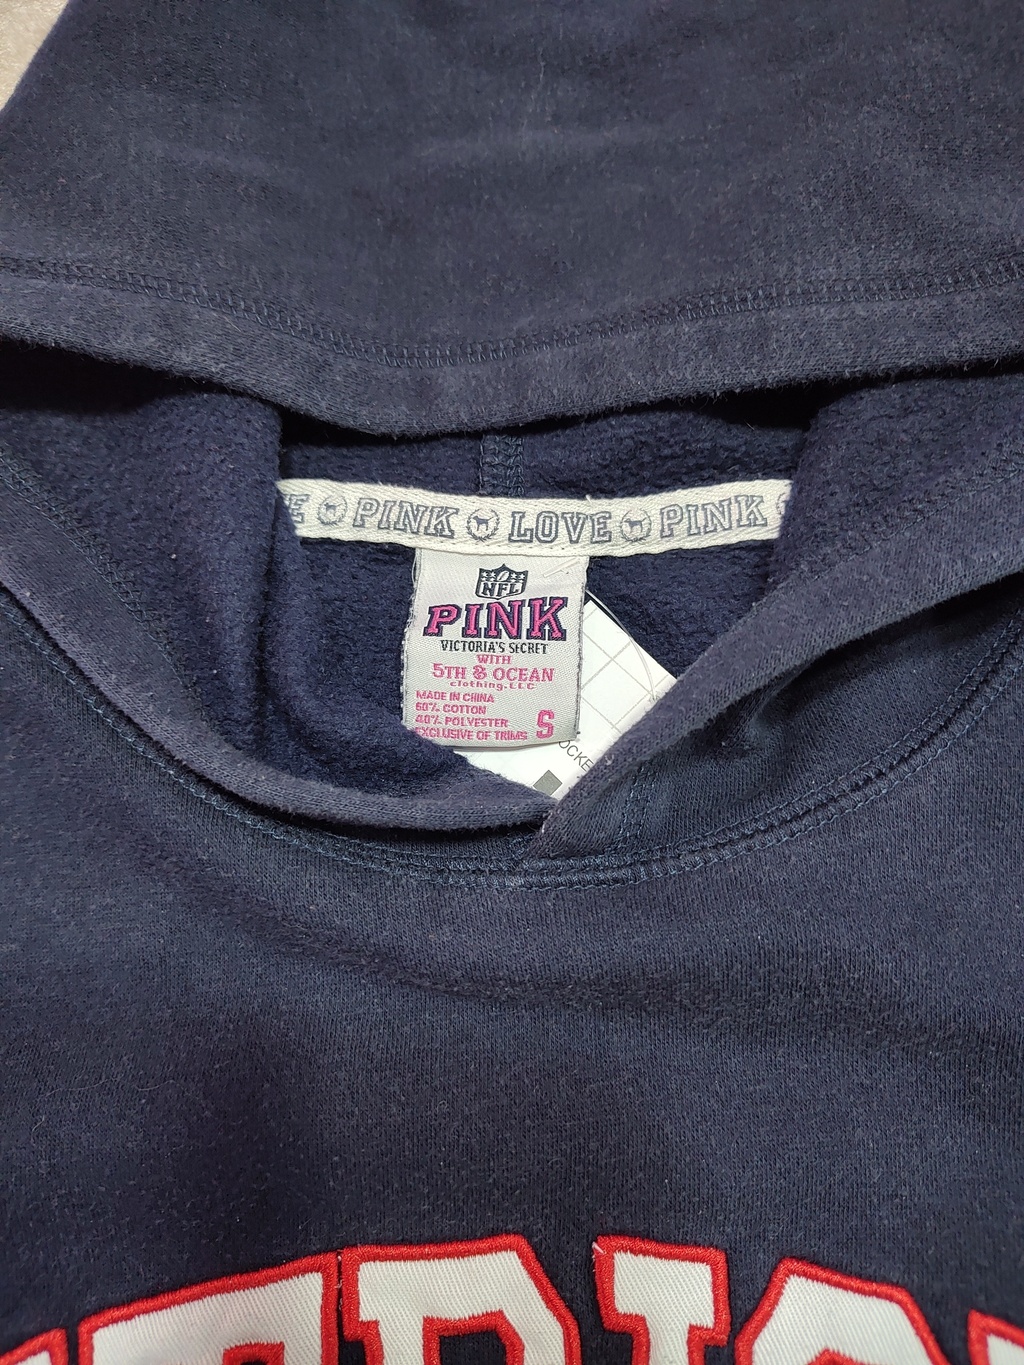 PINK LOVE PINK
NFL
PINK
VICTORIA'S SECRET
WITH
5TH & OCEAN
clothing.LLC
MADE IN CHINA
60% COTTON
40% POLYESTER
EXCLUSIVE OF TRIMS
S